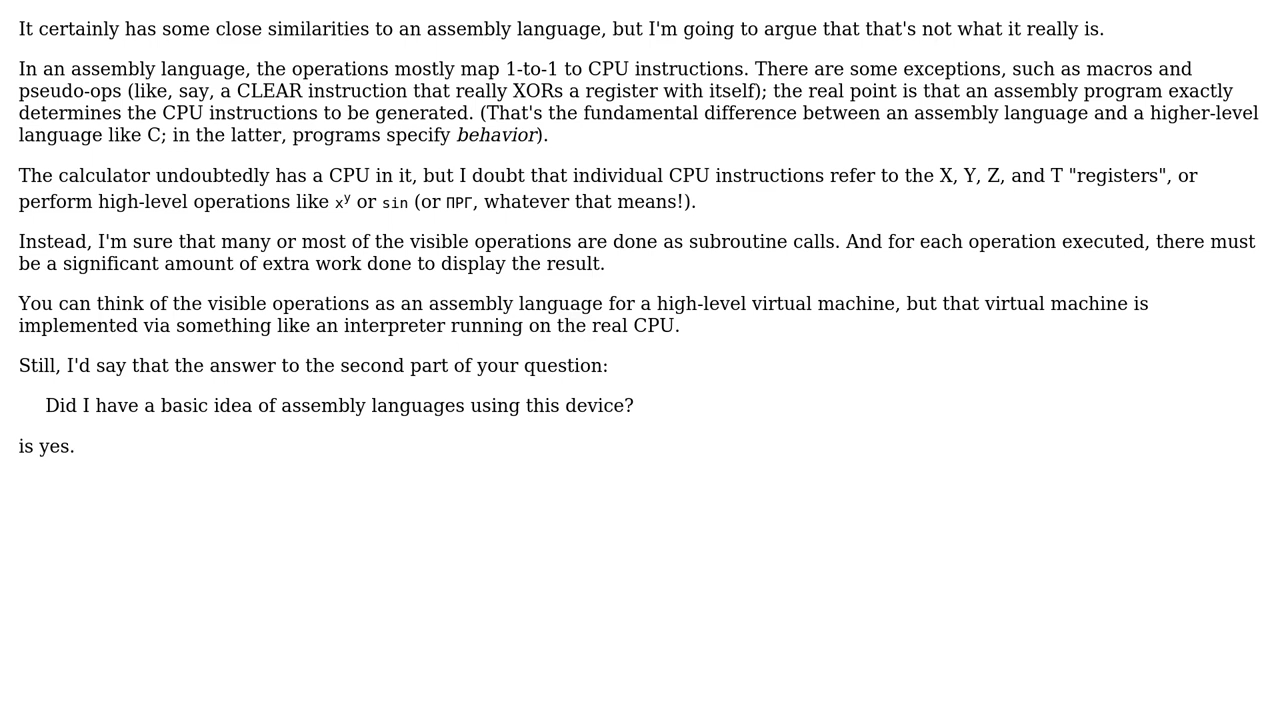 It certainly has some close similarities to an assembly language, but I'm going to argue that that's not what it really is.
In an assembly language, the operations mostly map 1-to-1 to CPU instructions. There are some exceptions, such as macros and
pseudo-ops (like, say, a CLEAR instruction that really XORs a register with itself); the real point is that an assembly program exactly
determines the CPU instructions to be generated. (That's the fundamental difference between an assembly language and a higher-level
language like C; in the latter, programs specify behavior).
The calculator undoubtedly has a CPU in it, but I doubt that individual CPU instructions refer to the X, Y, Z, and T "registers", or
perform high-level operations like xʸ or sin (or ПРГ, whatever that means!).
Instead, I'm sure that many or most of the visible operations are done as subroutine calls. And for each operation executed, there must
be a significant amount of extra work done to display the result.
You can think of the visible operations as an assembly language for a high-level virtual machine, but that virtual machine is
implemented via something like an interpreter running on the real CPU.
Still, I'd say that the answer to the second part of your question:
Did I have a basic idea of assembly languages using this device?
is yes.